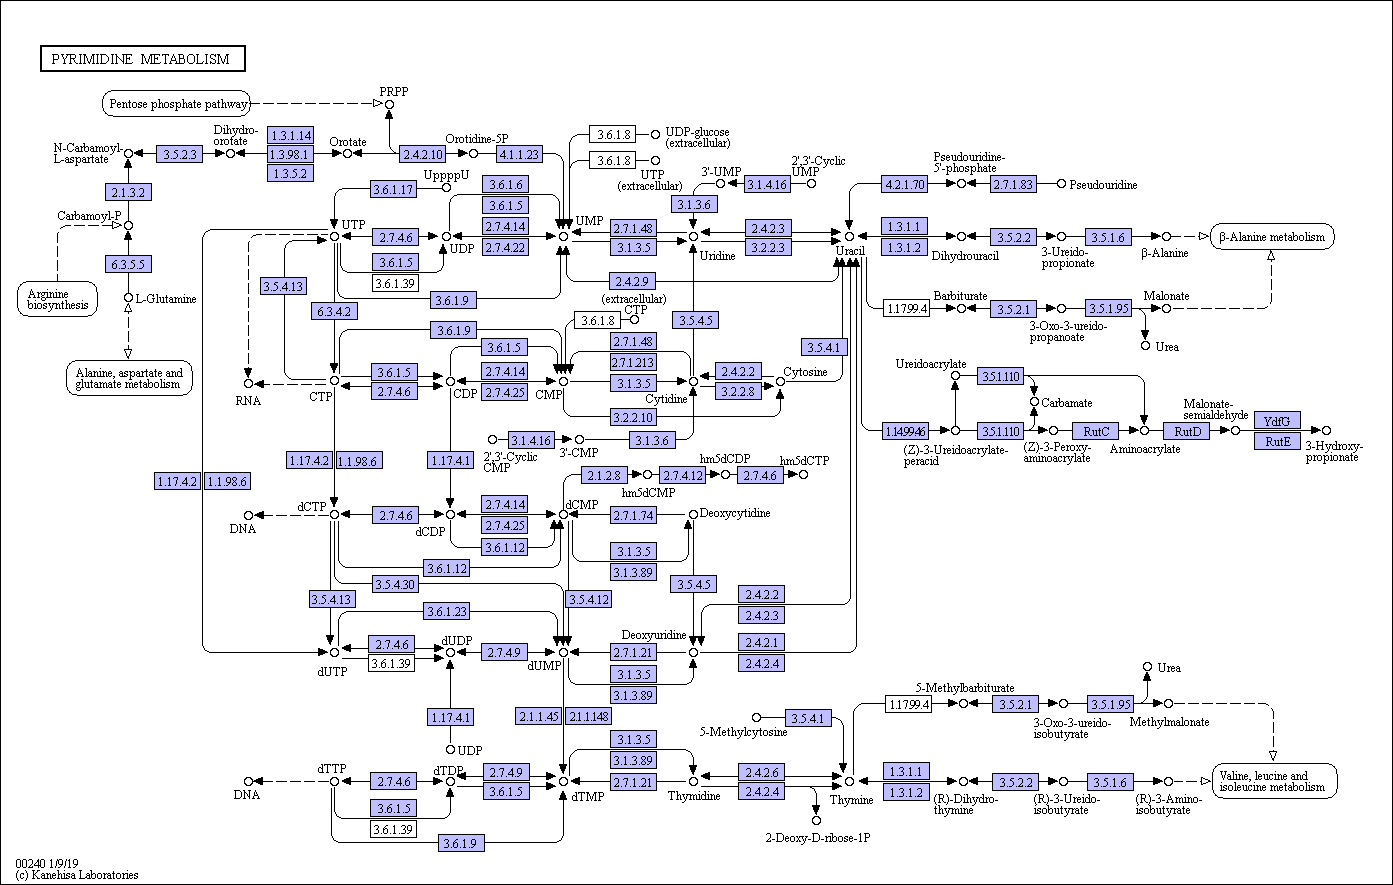 PYRIMIDINE METABOLISM
Pentose phosphate pathway
PRPP
N-Carbamoyl-
L-aspartate
3.5.2.3
Dihydro-
orotate
1.3.1.14
1.3.98.1
1.3.5.2
Orotate
2.4.2.10
Orotidine-5P
4.1.1.23
3.6.1.8
UDP-glucose
(extracellular)
3.6.1.8
UTP
(extracellular)
3'-UMP
3.1.4.16
2',3'-Cyclic
UMP
3.1.3.6
Pseudouridine-
5'-phosphate
4.2.1.70
2.7.1.83
Pseudouridine
2.1.3.2
Carbamoyl-P
6.3.5.5
L-Glutamine
Arginine
biosynthesis
Alanine, aspartate and
glutamate metabolism
UppppU
3.6.1.17
3.6.1.6
3.6.1.5
2.7.4.14
2.7.4.22
UTP
2.7.4.6
UDP
UMP
2.7.1.48
3.1.3.5
Uridine
2.4.2.3
3.2.2.3
Uracil
1.3.1.1
1.3.1.2
Dihydrouracil
3.5.2.2
3-Ureido-
propionate
3.5.1.6
β-Alanine
β-Alanine metabolism
3.6.1.5
3.6.1.39
3.5.4.13
3.6.1.9
2.4.2.9
6.3.4.2
(extracellular)
CTP
3.6.1.8
3.5.4.5
1.1799.4
Barbiturate
3.5.2.1
3-Oxo-3-ureido-
propanoate
3.5.1.95
Malonate
Urea
3.6.1.9
3.6.1.5
2.7.1.48
2.7.1.213
3.5.4.1
RNA
CTP
3.6.1.5
2.7.4.6
CDP
2.7.4.14
2.7.4.25
CMP
3.1.3.5
Cytidine
2.4.2.2
3.2.2.8
Cytosine
3.2.2.10
Ureidoacrylate
3.5.1.110
Carbamate
1.14.99.46
(Z)-3-Ureidoacrylate-
peracid
3.5.1.110
(Z)-3-Peroxy-
aminoacrylate
RutC
Aminoacrylate
RutD
Malonate-
semialdehyde
YdfG
RutE
3-Hydroxy-
propionate
2',3'-Cyclic
CMP
3.1.4.16
3'-CMP
3.1.3.6
1.17.4.2
1.1.98.6
1.17.4.2
1.1.98.6
1.17.4.1
2.1.2.8
hm5dCMP
2.7.4.12
hm5dCDP
2.7.4.6
hm5dCTP
DNA
dCTP
2.7.4.6
dCDP
2.7.4.14
2.7.4.25
dCMP
2.7.1.74
Deoxycytidine
3.6.1.12
3.1.3.5
3.1.3.89
3.6.1.12
3.5.4.30
3.5.4.13
3.5.4.12
3.5.4.5
3.6.1.23
2.4.2.2
2.4.2.3
dUTP
2.7.4.6
3.6.1.39
dUDP
2.7.4.9
dUMP
2.7.1.21
Deoxyuridine
2.4.2.1
2.4.2.4
3.1.3.5
3.1.3.89
1.17.4.1
UDP
2.1.1.45
2.1.1.148
5-Methylcytosine
3.5.4.1
1.1799.4
5-Methylbarbiturate
3.5.2.1
3-Oxo-3-ureido-
isobutyrate
3.5.1.95
Urea
Methylmalonate
3.1.3.5
3.1.3.89
DNA
dTTP
2.7.4.6
dTDP
2.7.4.9
3.6.1.5
dTMP
2.7.1.21
Thymidine
2.4.2.6
2.4.2.4
Thymine
1.3.1.1
1.3.1.2
(R)-Dihydro-
thymine
3.5.2.2
(R)-3-Ureido-
isobutyrate
3.5.1.6
(R)-3-Amino-
isobutyrate
Valine, leucine and
isoleucine metabolism
3.6.1.5
3.6.1.39
3.6.1.9
2-Deoxy-D-ribose-1P
00240 1/9/19
(c) Kanehisa Laboratories